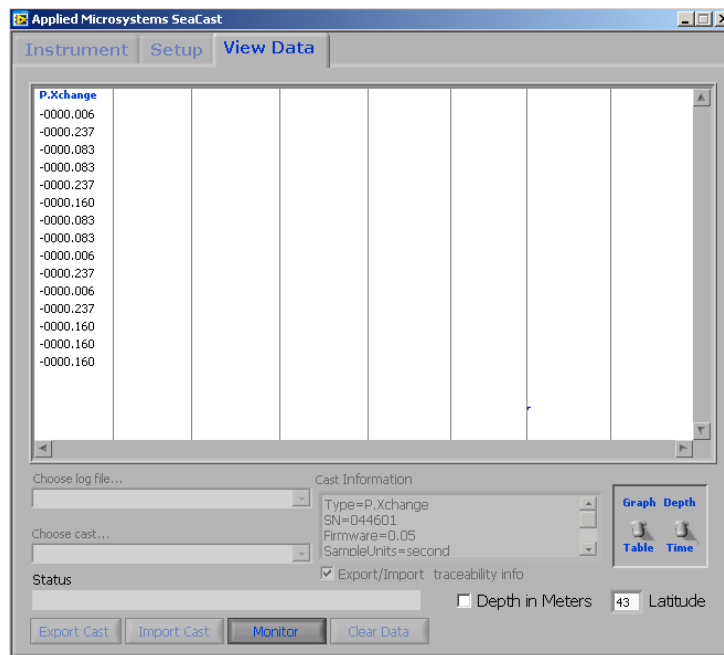 Applied Microsystems SeaCast
Instrument Setup View Data
P.Xchange
-0000.006
-0000.237
-0000.083
-0000.083
-0000.237
-0000.160
-0000.083
-0000.083
-0000.006
-0000.237
-0000.006
-0000.237
-0000.160
-0000.160
-0000.160
Choose log file...
Choose cast...
Status
Cast Information
Type=P.Xchange
SN=044601
Firmware=0.05
SampleUnits=second
Export/Import traceability info
Graph Depth
Table Time
Depth in Meters 43 Latitude
Export Cast Import Cast Monitor Clear Data